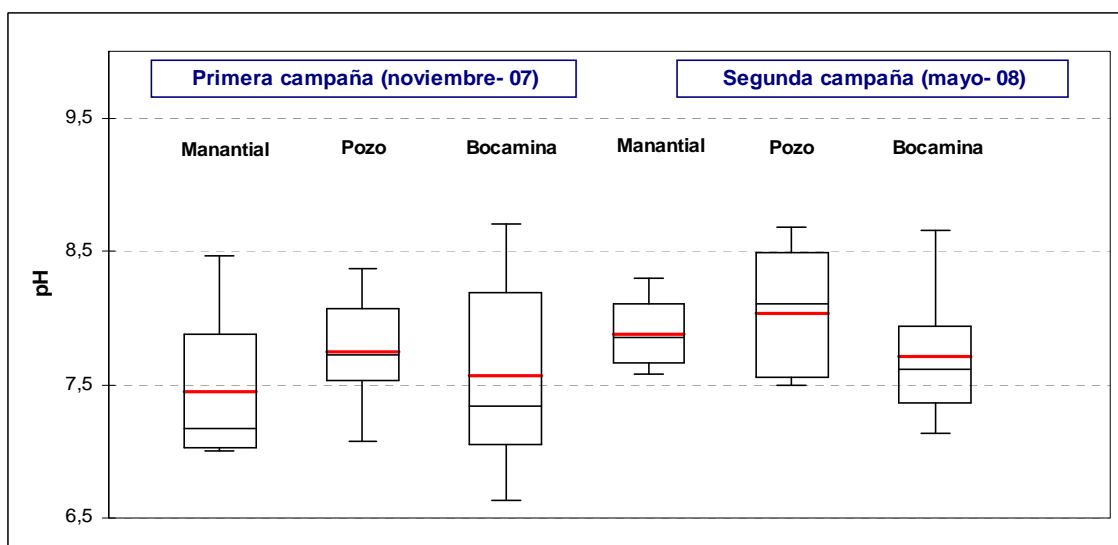 Primera campaña (noviembre- 07)
Segunda campaña (mayo- 08)
9,5
Manantial
Pozo
Bocamina
Manantial
Pozo
Bocamina
8,5
pH
7,5
6,5